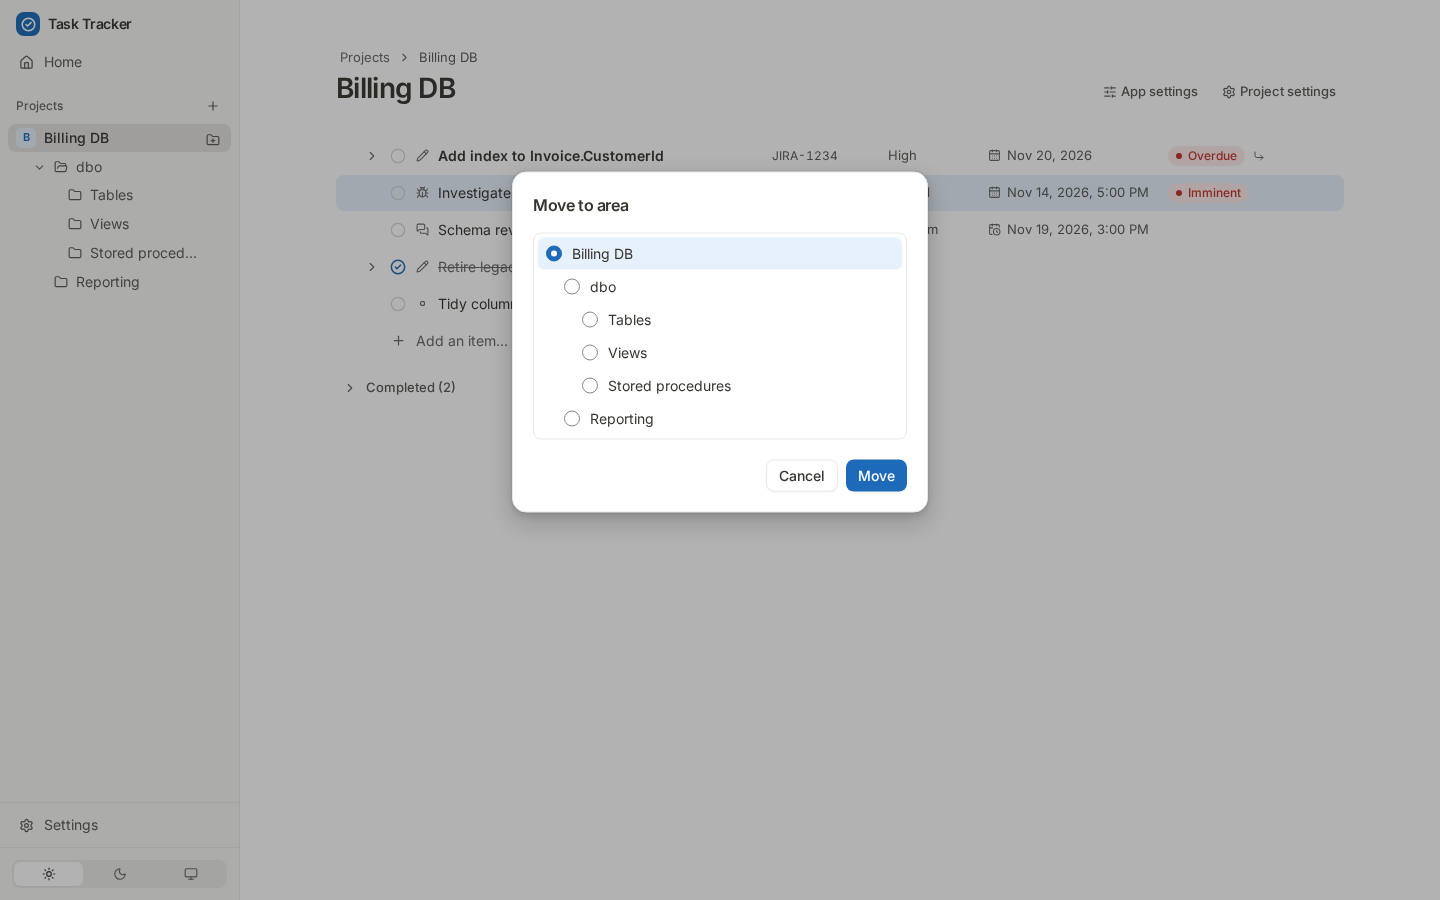 Task Tracker
Home
Projects
B Billing DB
dbo
Tables
Views
Stored proced...
Reporting
Settings
Projects > Billing DB
Billing DB
App settings
Project settings
Add index to Invoice.CustomerId JIRA-1234 High Nov 20, 2026 Overdue
Investigate Nov 14, 2026, 5:00 PM Imminent
Schema Nov 19, 2026, 3:00 PM
Retire
Tidy
Add an item...
Completed (2)
Move to area
Billing DB
dbo
Tables
Views
Stored procedures
Reporting
Cancel
Move